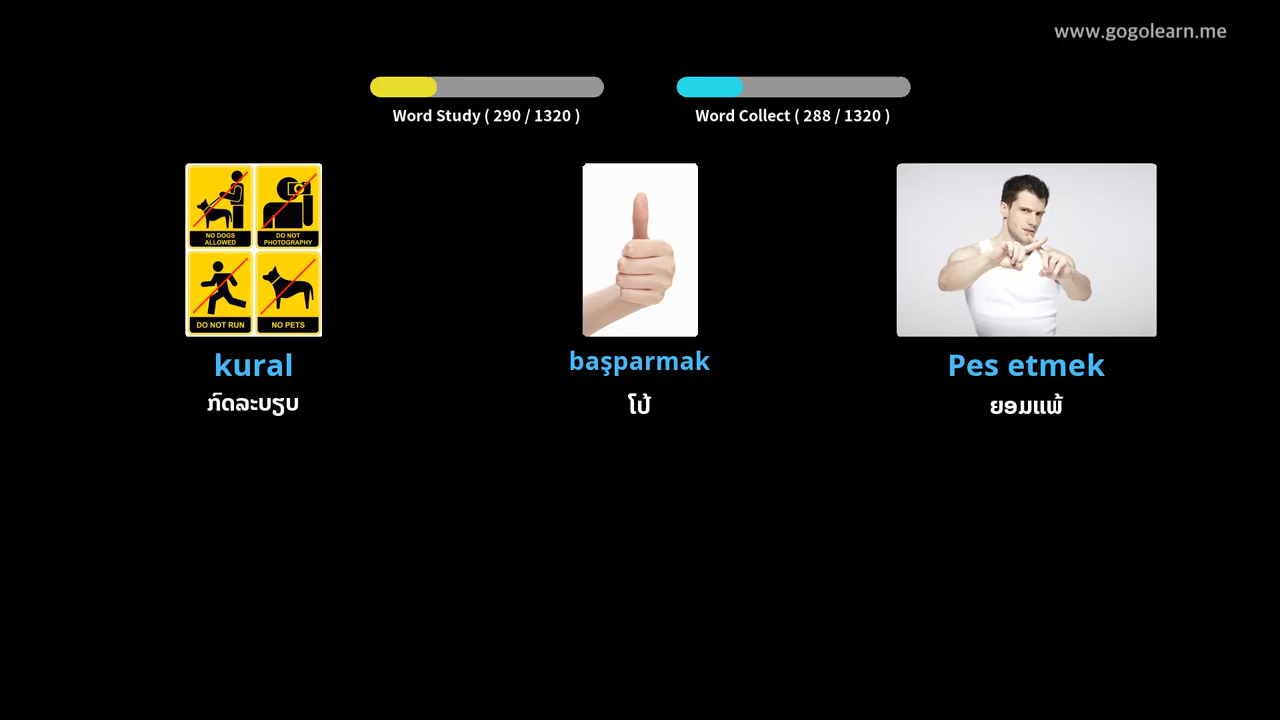 www.gogolearn.me
Word Study ( 290 / 1320 )
Word Collect ( 288 / 1320 )
NO DOGS
ALLOWED
DO NOT
PHOTOGRAPHY
DO NOT RUN
NO PETS
kural
başparmak
Pes etmek
ກົດລະບຽບ
ໂປ້
ຍອມແພ້